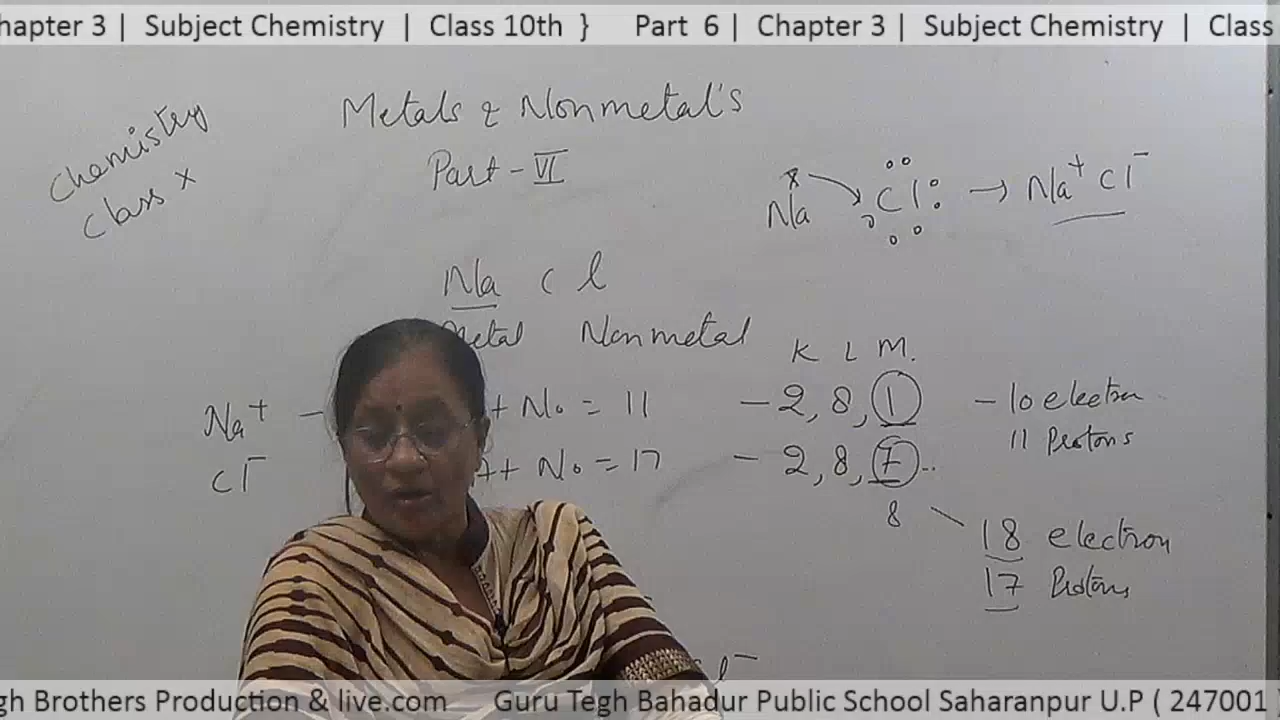 hapter 3 | Subject Chemistry | Class 10th } Part 6 | Chapter 3 | Subject Chemistry | Class
Chemistry
Class X
Metals & Nonmetal's
Part - VI
Na Cl → Na⁺ Cl⁻
Na Cl
Metal Nonmetal
K L M.
Na⁺ – + No = 11 – 2, 8, 1 – 10 electron
11 Protons
Cl⁻ + No = 17 – 2, 8, 7 ..
8
18 electron
17 Protons
l⁻
gh Brothers Production & live.com Guru Tegh Bahadur Public School Saharanpur U.P ( 247001 )